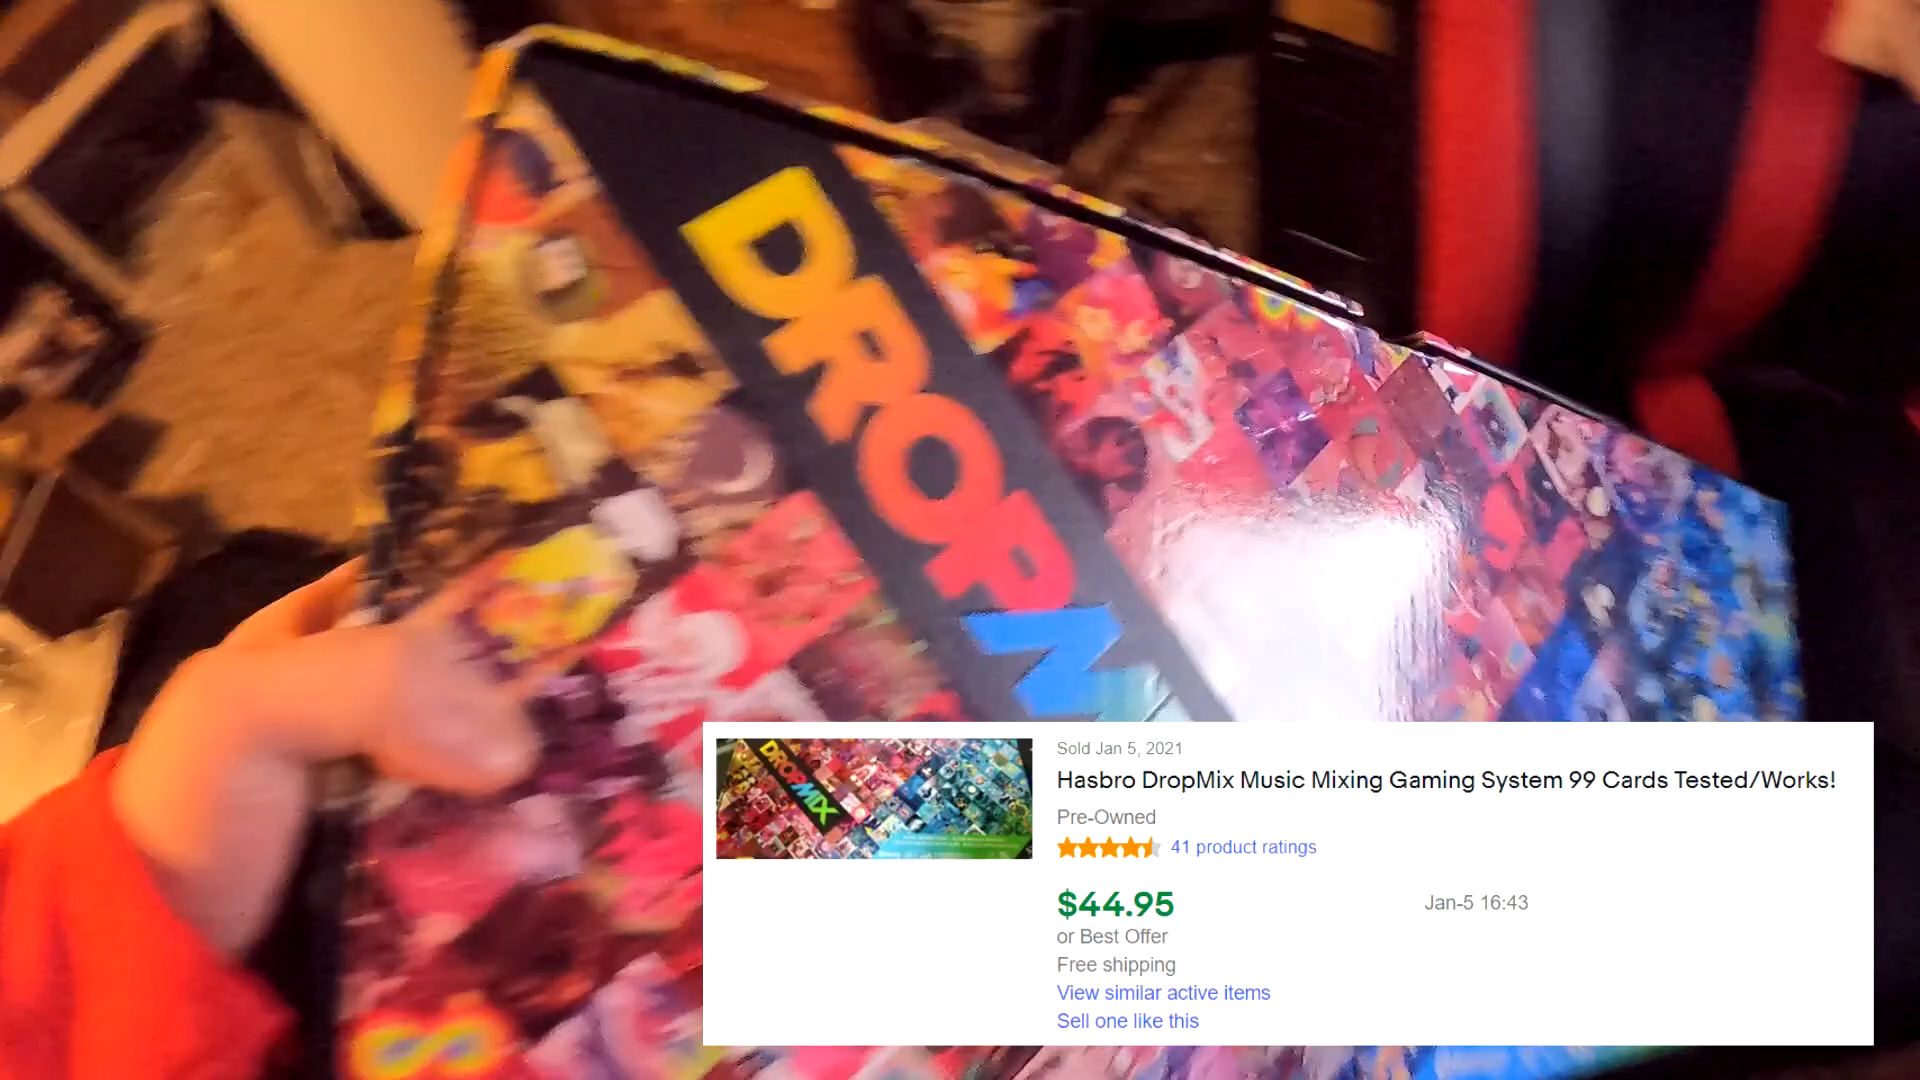 DROPM
DROPMIX
Sold Jan 5, 2021
Hasbro DropMix Music Mixing Gaming System 99 Cards Tested/Works!
Pre-Owned
41 product ratings
$44.95
Jan-5 16:43
or Best Offer
Free shipping
View similar active items
Sell one like this